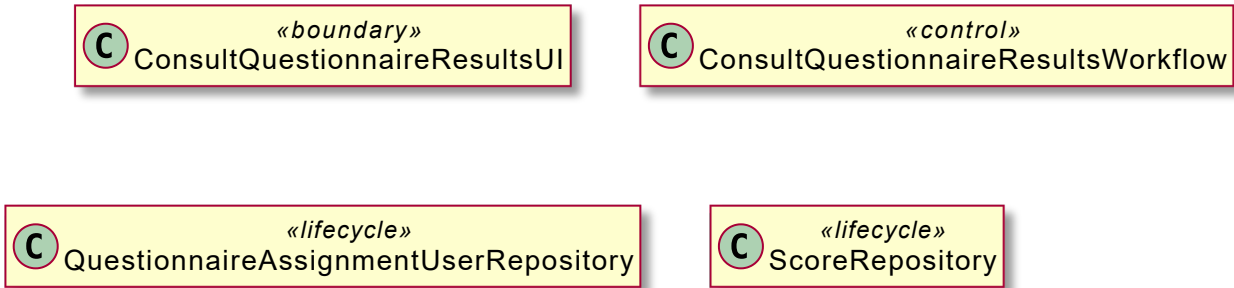 C «boundary»
ConsultQuestionnaireResultsUI
C «control»
ConsultQuestionnaireResultsWorkflow
C «lifecycle»
QuestionnaireAssignmentUserRepository
C «lifecycle»
ScoreRepository